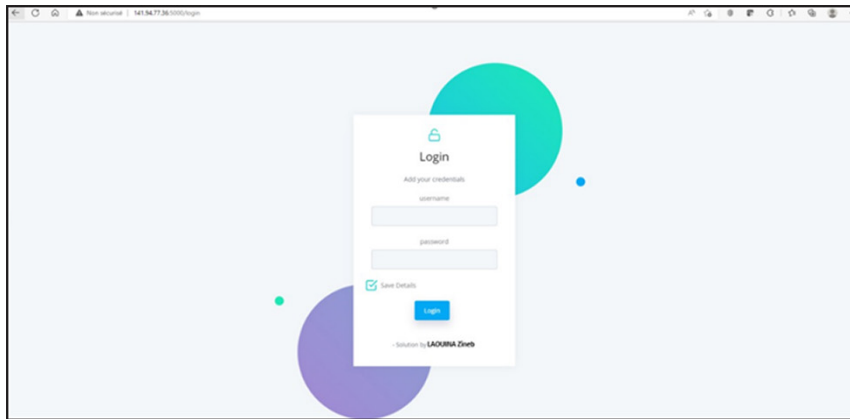 Non sécurisé | 141.94.77.36:5000/login
Login
Add your credentials
username
password
Save Details
Login
- Solution by LAOUINA Zineb